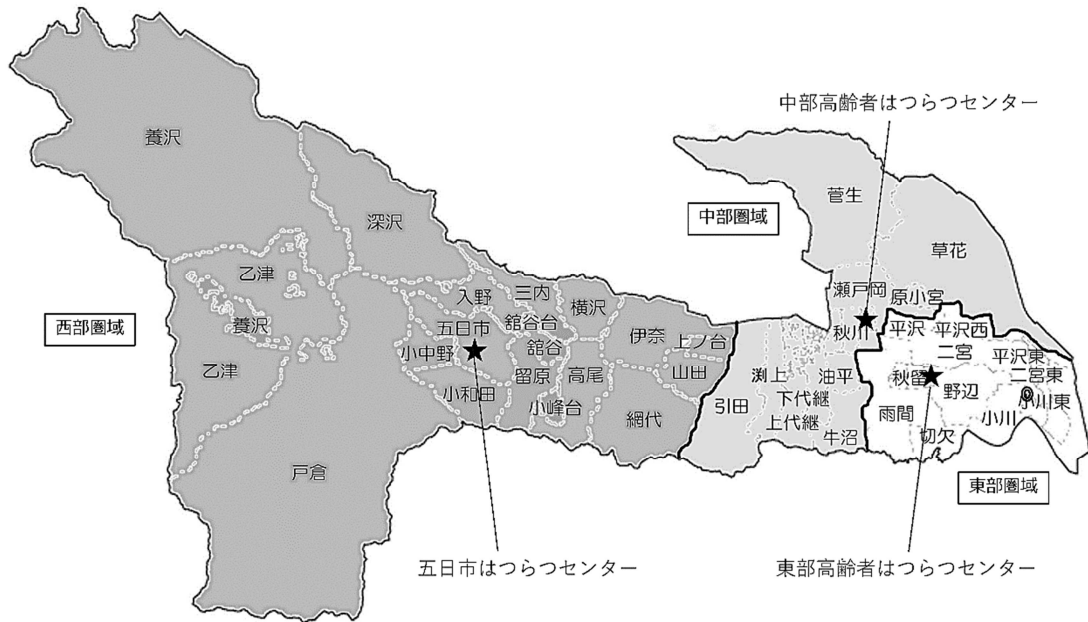 中部高齢者はつらつセンター
養沢
菅生
中部圏域
深沢
草花
乙津
瀬戸岡
原小宮
入野
三内
横沢
西部圏域
養沢
五日市
舘谷台
伊奈
上ノ台
秋川
平沢
平沢西
小中野
舘谷
二宮
平沢東
乙津
留原
高尾
山田
渕上
油平
秋留
二宮東
小和田
下代継
野辺
小川東
小峰台
引田
上代継
雨間
小川
網代
牛沼
切欠
戸倉
東部圏域
五日市はつらつセンター
東部高齢者はつらつセンター